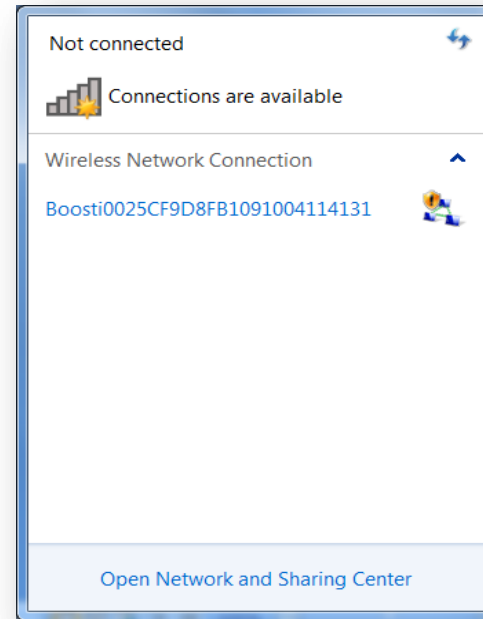 Not connected
Connections are available
Wireless Network Connection
Boosti0025CF9D8FB1091004114131
Open Network and Sharing Center